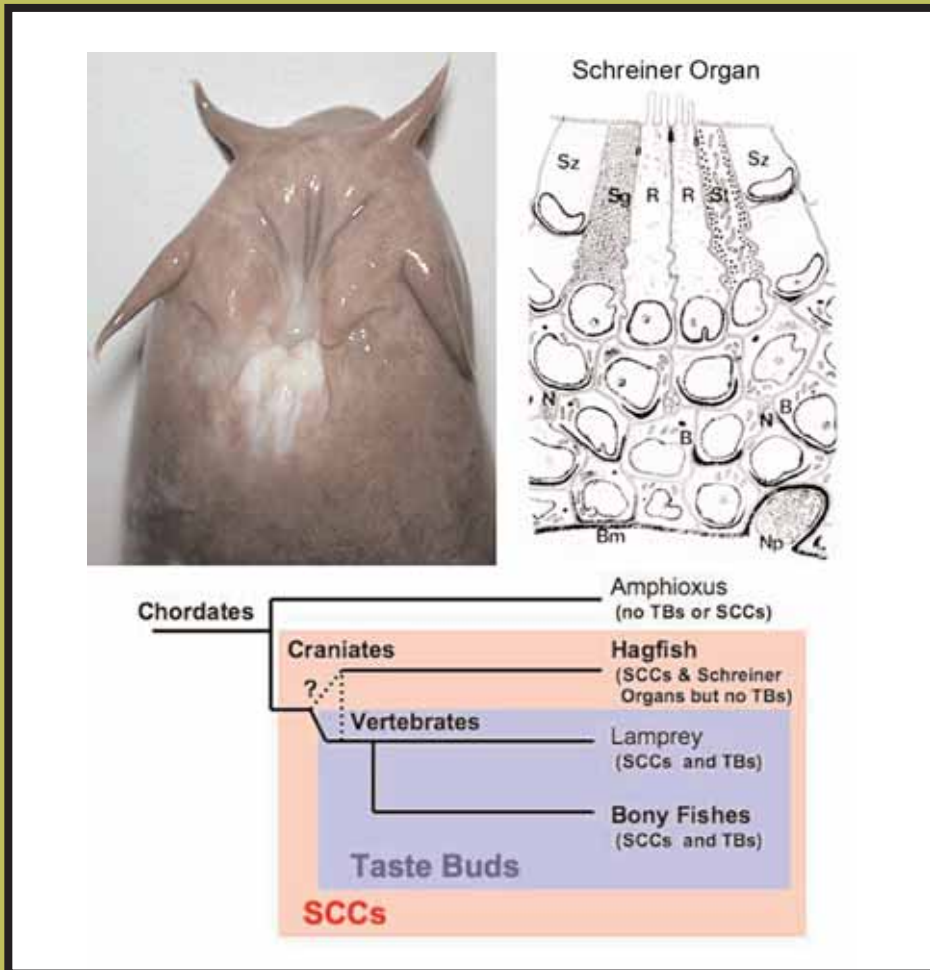 Schreiner Organ
Sz
Sz
Sg
R
R
St
N
B
N
B
B
Bm
Np
Amphioxus
(no TBs or SCCs)
Chordates
Craniates
Hagfish
(SCCs & Schreiner
Organs but no TBs)
?
Vertebrates
Lamprey
(SCCs and TBs)
Bony Fishes
(SCCs and TBs)
Taste Buds
SCCs